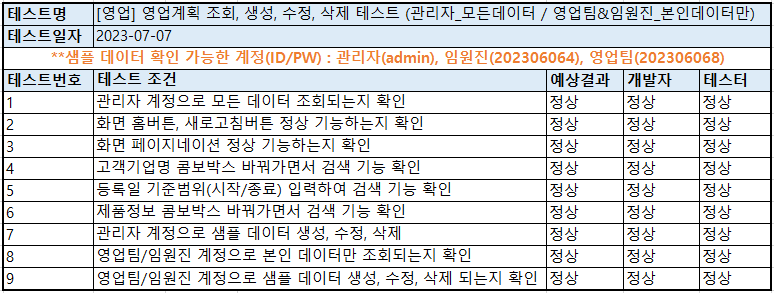 테스트명 [영업] 영업계획 조회, 생성, 수정, 삭제 테스트 (관리자_모든데이터 / 영업팀&임원진_본인데이터만)
테스트일자 2023-07-07
**샘플 데이터 확인 가능한 계정(ID/PW) : 관리자(admin), 임원진(202306064), 영업팀(202306068)
테스트번호 테스트 조건 예상결과 개발자 테스터
1 관리자 계정으로 모든 데이터 조회되는지 확인 정상 정상 정상
2 화면 홈버튼, 새로고침버튼 정상 기능하는지 확인 정상 정상 정상
3 화면 페이지네이션 정상 기능하는지 확인 정상 정상 정상
4 고객기업명 콤보박스 바꿔가면서 검색 기능 확인 정상 정상 정상
5 등록일 기준범위(시작/종료) 입력하여 검색 기능 확인 정상 정상 정상
6 제품정보 콤보박스 바꿔가면서 검색 기능 확인 정상 정상 정상
7 관리자 계정으로 샘플 데이터 생성, 수정, 삭제 정상 정상 정상
8 영업팀/임원진 계정으로 본인 데이터만 조회되는지 확인 정상 정상 정상
9 영업팀/임원진 계정으로 샘플 데이터 생성, 수정, 삭제 되는지 확인 정상 정상 정상